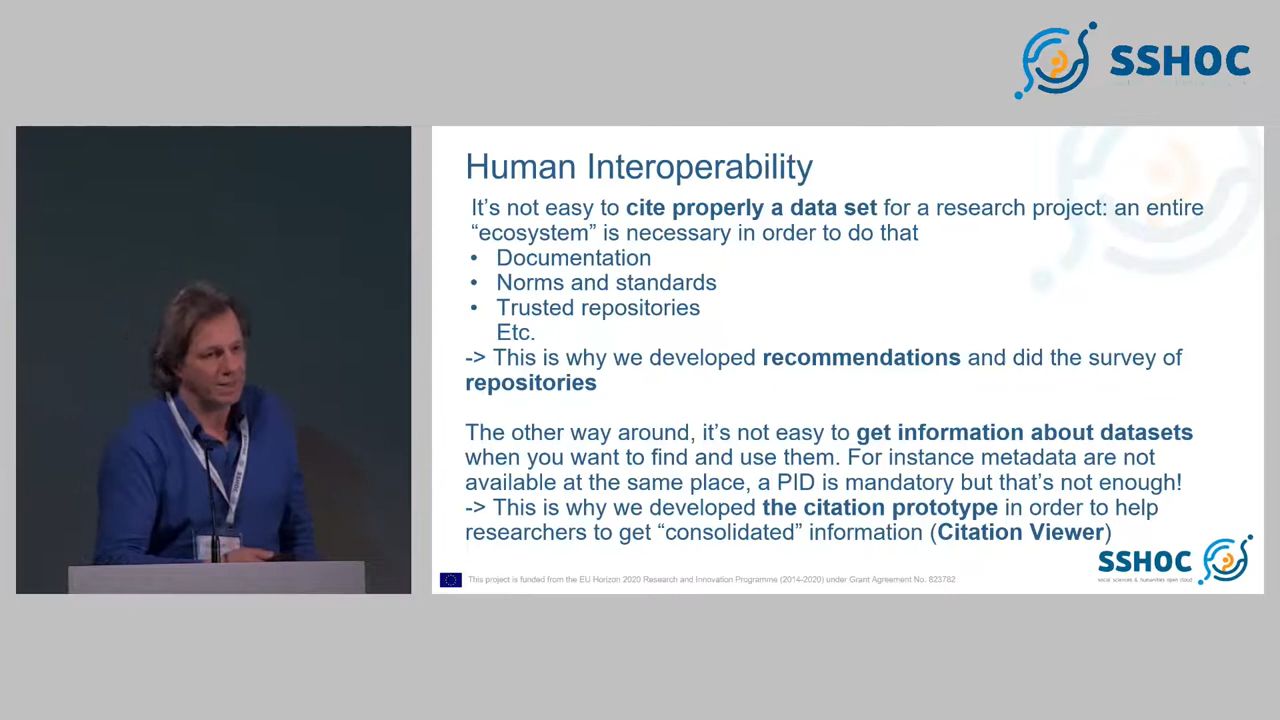 SSHOC
Human Interoperability
It’s not easy to cite properly a data set for a research project: an entire
“ecosystem” is necessary in order to do that
• Documentation
• Norms and standards
• Trusted repositories
Etc.
-> This is why we developed recommendations and did the survey of
repositories
The other way around, it’s not easy to get information about datasets
when you want to find and use them. For instance metadata are not
available at the same place, a PID is mandatory but that’s not enough!
-> This is why we developed the citation prototype in order to help
researchers to get “consolidated” information (Citation Viewer)
SSHOC
social sciences & humanities open cloud
This project is funded from the EU Horizon 2020 Research and Innovation Programme (2014-2020) under Grant Agreement No. 823782
SSHOC